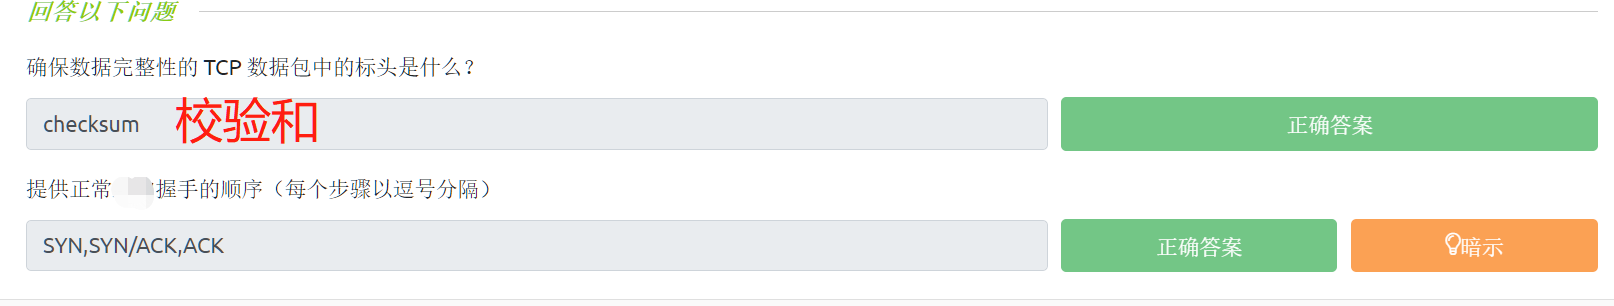 回答以下问题
确保数据完整性的 TCP 数据包中的标头是什么？
checksum 校验和
正确答案
提供正常 握手的顺序（每个步骤以逗号分隔）
SYN,SYN/ACK,ACK
正确答案
暗示